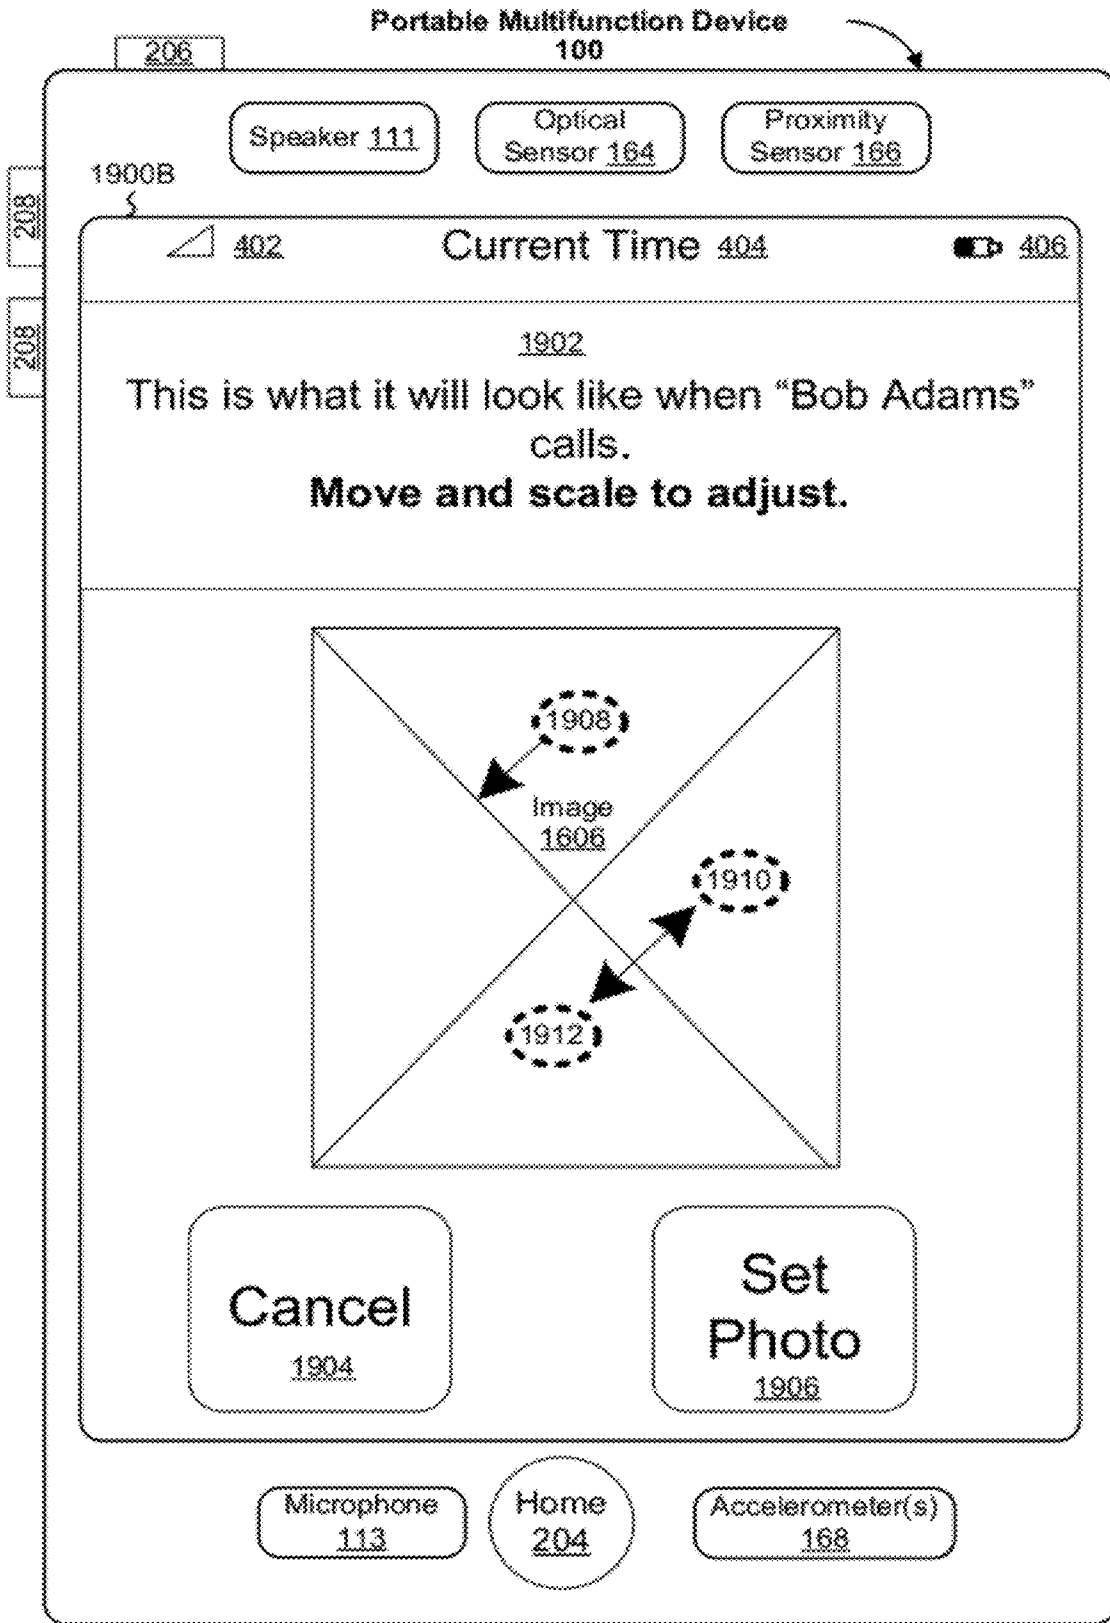 Portable Multifunction Device
100
206
Speaker 111
Optical
Sensor 164
Proximity
Sensor 166
1900B
208
208
402
Current Time 404
406
1902
This is what it will look like when “Bob Adams”
calls.
Move and scale to adjust.
1908
Image
1606
1910
1912
Cancel
1904
Set
Photo
1906
Microphone
113
Home
204
Accelerometer(s)
168